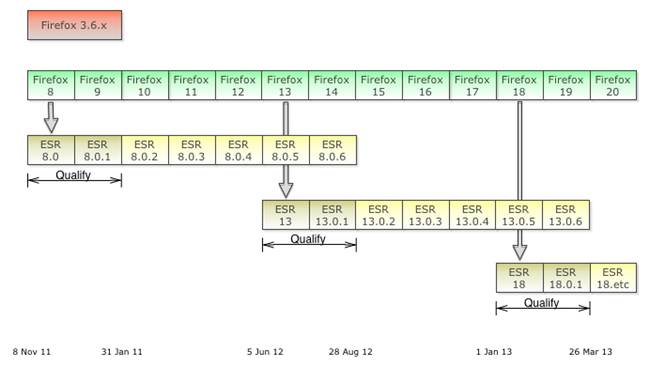 Firefox 3.6.x
Firefox Firefox Firefox Firefox Firefox Firefox Firefox Firefox Firefox Firefox Firefox Firefox Firefox
8 9 10 11 12 13 14 15 16 17 18 19 20
ESR ESR ESR ESR ESR ESR ESR
8.0 8.0.1 8.0.2 8.0.3 8.0.4 8.0.5 8.0.6
Qualify
ESR ESR ESR ESR ESR ESR ESR
13 13.0.1 13.0.2 13.0.3 13.0.4 13.0.5 13.0.6
Qualify
ESR ESR ESR
18 18.0.1 18.etc
Qualify
8 Nov 11 31 Jan 11 5 Jun 12 28 Aug 12 1 Jan 13 26 Mar 13